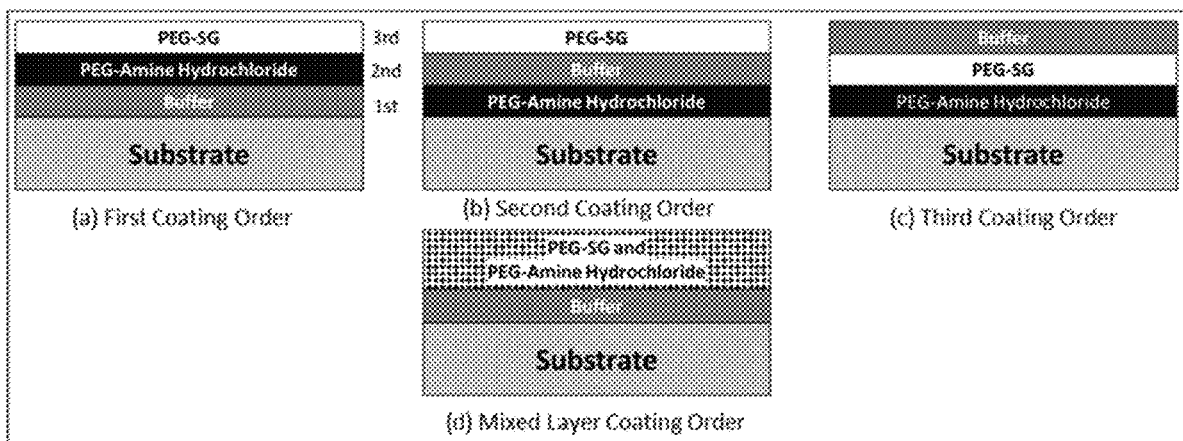 PEG-SG
PEG-Amine Hydrochloride
Buffer
Substrate
3rd
2nd
1st
(a) First Coating Order
PEG-SG
Buffer
PEG-Amine Hydrochloride
Substrate
(b) Second Coating Order
Buffer
PEG-SG
PEG-Amine Hydrochloride
Substrate
(c) Third Coating Order
PEG-SG and
PEG-Amine Hydrochloride
Buffer
Substrate
(d) Mixed Layer Coating Order